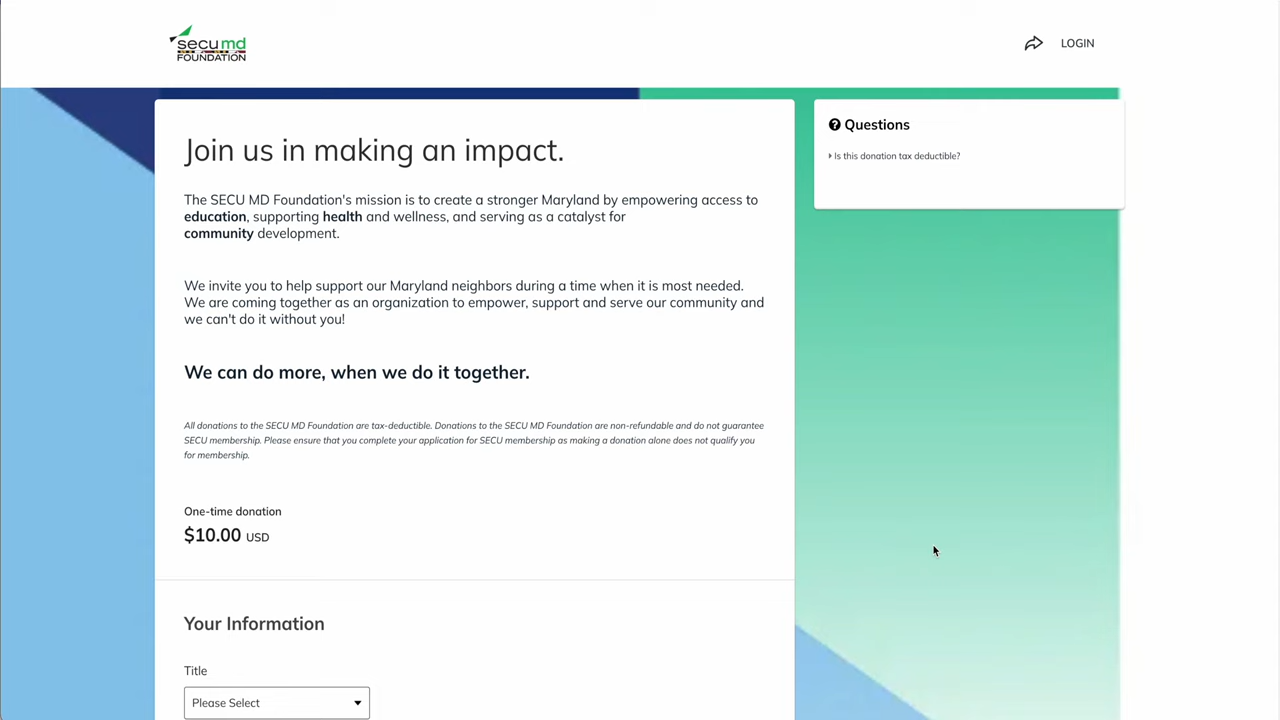 secu md
FOUNDATION
LOGIN
Join us in making an impact.
The SECU MD Foundation's mission is to create a stronger Maryland by empowering access to
education, supporting health and wellness, and serving as a catalyst for
community development.
We invite you to help support our Maryland neighbors during a time when it is most needed.
We are coming together as an organization to empower, support and serve our community and
we can't do it without you!
We can do more, when we do it together.
All donations to the SECU MD Foundation are tax-deductible. Donations to the SECU MD Foundation are non-refundable and do not guarantee
SECU membership. Please ensure that you complete your application for SECU membership as making a donation alone does not qualify you
for membership.
One-time donation
$10.00 USD
Your Information
Title
Please Select
Questions
Is this donation tax deductible?